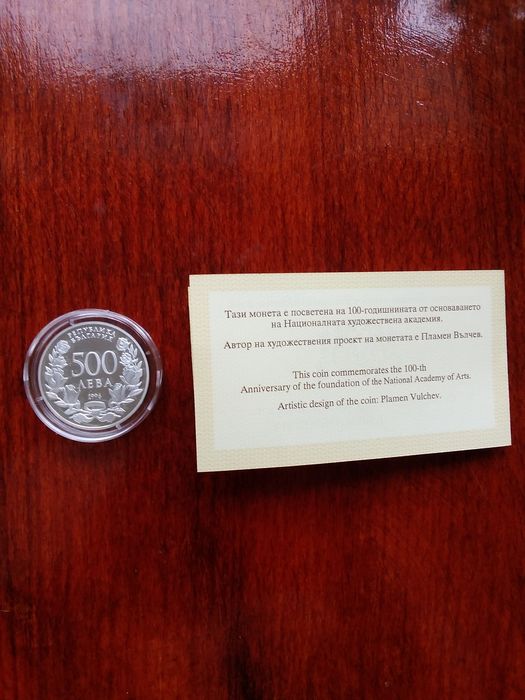 РЕПУБЛИКА
БЪЛГАРИЯ
500
ЛЕВА
Тази монета е посветена на 100-годишнината от основаването
на Националната художествена академия.
Автор на художествения проект на монетата е Пламен Вълчев.
This coin commemorates the 100-th
Anniversary of the foundation of the National Academy of Arts.
Artistic design of the coin: Plamen Vulchev.